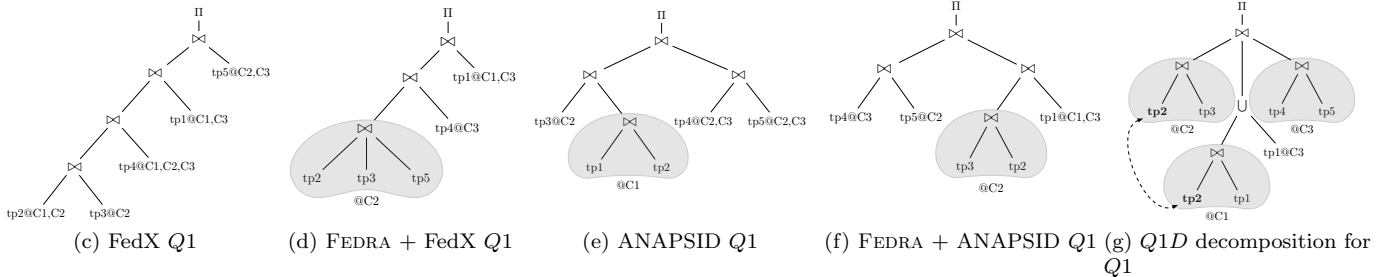 Π
⋈
tp5@C2,C3
⋈
tp1@C1,C3
⋈
tp4@C1,C2,C3
⋈
tp2@C1,C2
tp3@C2
(c) FedX Q1
Π
⋈
tp1@C1,C3
⋈
tp4@C3
⋈
tp2
tp3
tp5
@C2
(d) FEDRA + FedX Q1
Π
⋈
⋈
⋈
tp3@C2
⋈
tp4@C2,C3
tp5@C2,C3
tp1
tp2
@C1
(e) ANAPSID Q1
Π
⋈
⋈
⋈
tp4@C3
tp5@C2
⋈
tp1@C1,C3
tp3
tp2
@C2
(f) FEDRA + ANAPSID Q1
Π
⋈
⋈
⋈
tp2
tp3
@C2
∪
tp4
tp5
@C3
⋈
tp1@C3
tp2
tp1
@C1
(g) Q1D decomposition for
Q1